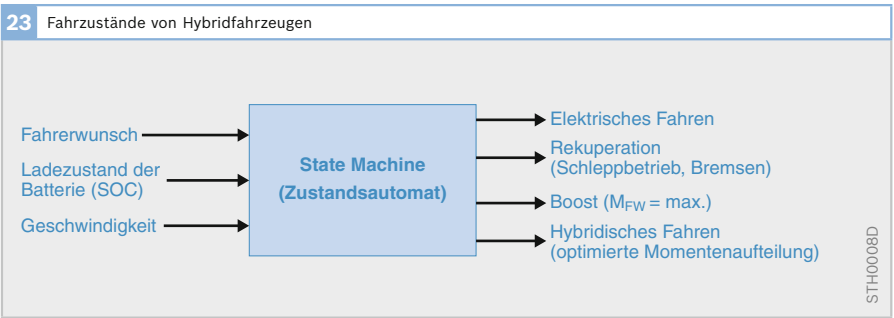 23 Fahrzustände von Hybridfahrzeugen
Fahrerwunsch
Ladezustand der
Batterie (SOC)
Geschwindigkeit
State Machine
(Zustandsautomat)
Elektrisches Fahren
Rekuperation
(Schleppbetrieb, Bremsen)
Boost (MFW = max.)
Hybridisches Fahren
(optimierte Momentenaufteilung)
STH0008D